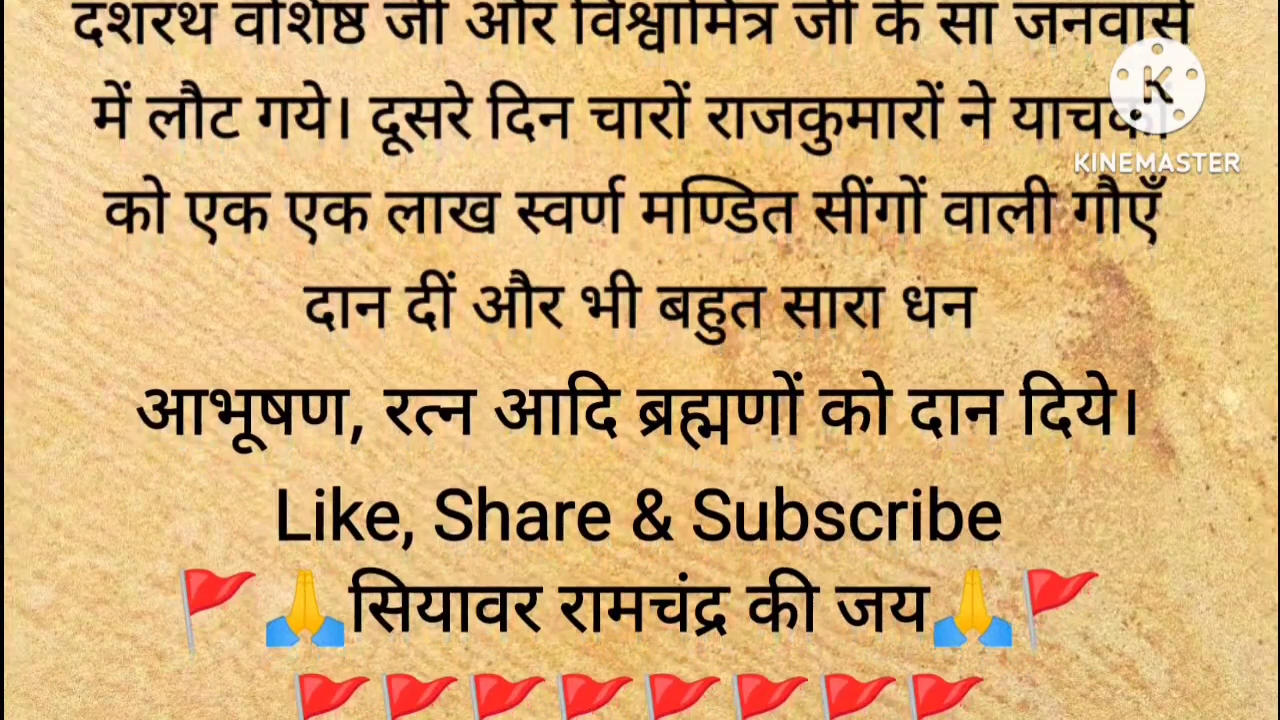 दशरथ वशिष्ठ जी और विश्वामित्र जी के सा जनवासे
में लौट गये। दूसरे दिन चारों राजकुमारों ने याचकों
को एक एक लाख स्वर्ण मण्डित सींगों वाली गौएँ
दान दीं और भी बहुत सारा धन
आभूषण, रत्न आदि ब्रह्मणों को दान दिये।
Like, Share & Subscribe
🚩🙏सियावर रामचंद्र की जय🙏🚩
🚩🚩🚩🚩🚩🚩🚩🚩
K
KINEMASTER